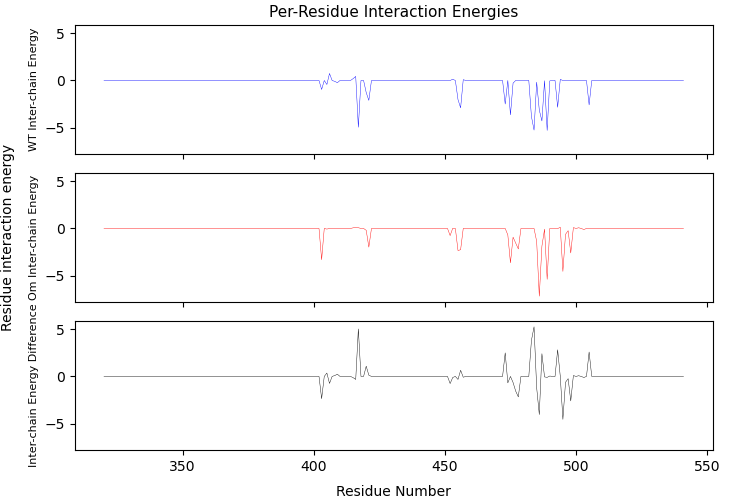 Per-Residue Interaction Energies
Residue interaction energy
WT Inter-chain Energy
5
0
−5
Om Inter-chain Energy
5
0
−5
Inter-chain Energy Difference
5
0
−5
350
400
450
500
550
Residue Number